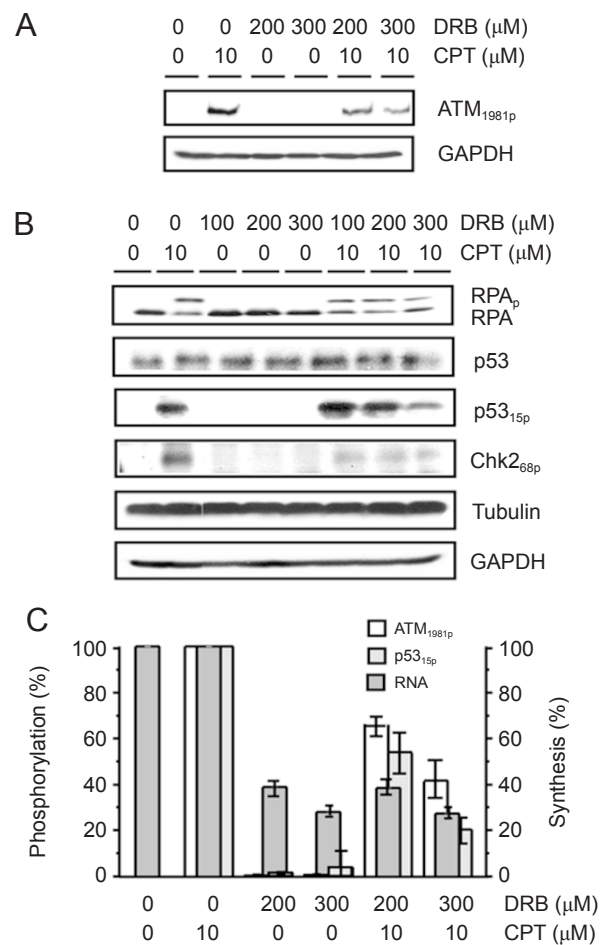 A
0 0 200 300 200 300 DRB (μM)
0 10 0 0 10 10 CPT (μM)
ATM1981p
GAPDH
B
0 0 100 200 300 100 200 300 DRB (μM)
0 10 0 0 0 10 10 10 CPT (μM)
RPAp
RPA
p53
p5315p
Chk268p
Tubulin
GAPDH
C
ATM1981p
p5315p
RNA
Phosphorylation (%)
100
80
60
40
20
0
100
80
60
40
20
0
Synthesis (%)
0 0 200 300 200 300 DRB (μM)
0 10 0 0 10 10 CPT (μM)